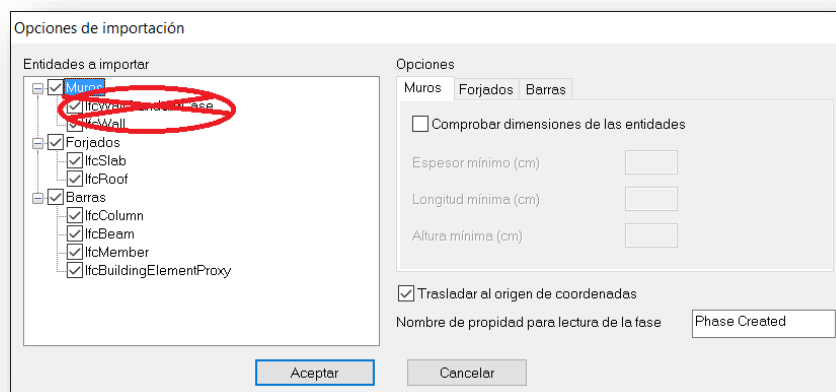 Opciones de importación
Entidades a importar
Muros
IfcWall
Forjados
IfcSlab
IfcRoof
Barras
IfcColumn
IfcBeam
IfcMember
IfcBuildingElementProxy
Opciones
Muros Forjados Barras
Comprobar dimensiones de las entidades
Espesor mínimo (cm)
Longitud mínima (cm)
Altura mínima (cm)
Trasladar al origen de coordenadas
Nombre de propidad para lectura de la fase Phase Created
Aceptar Cancelar